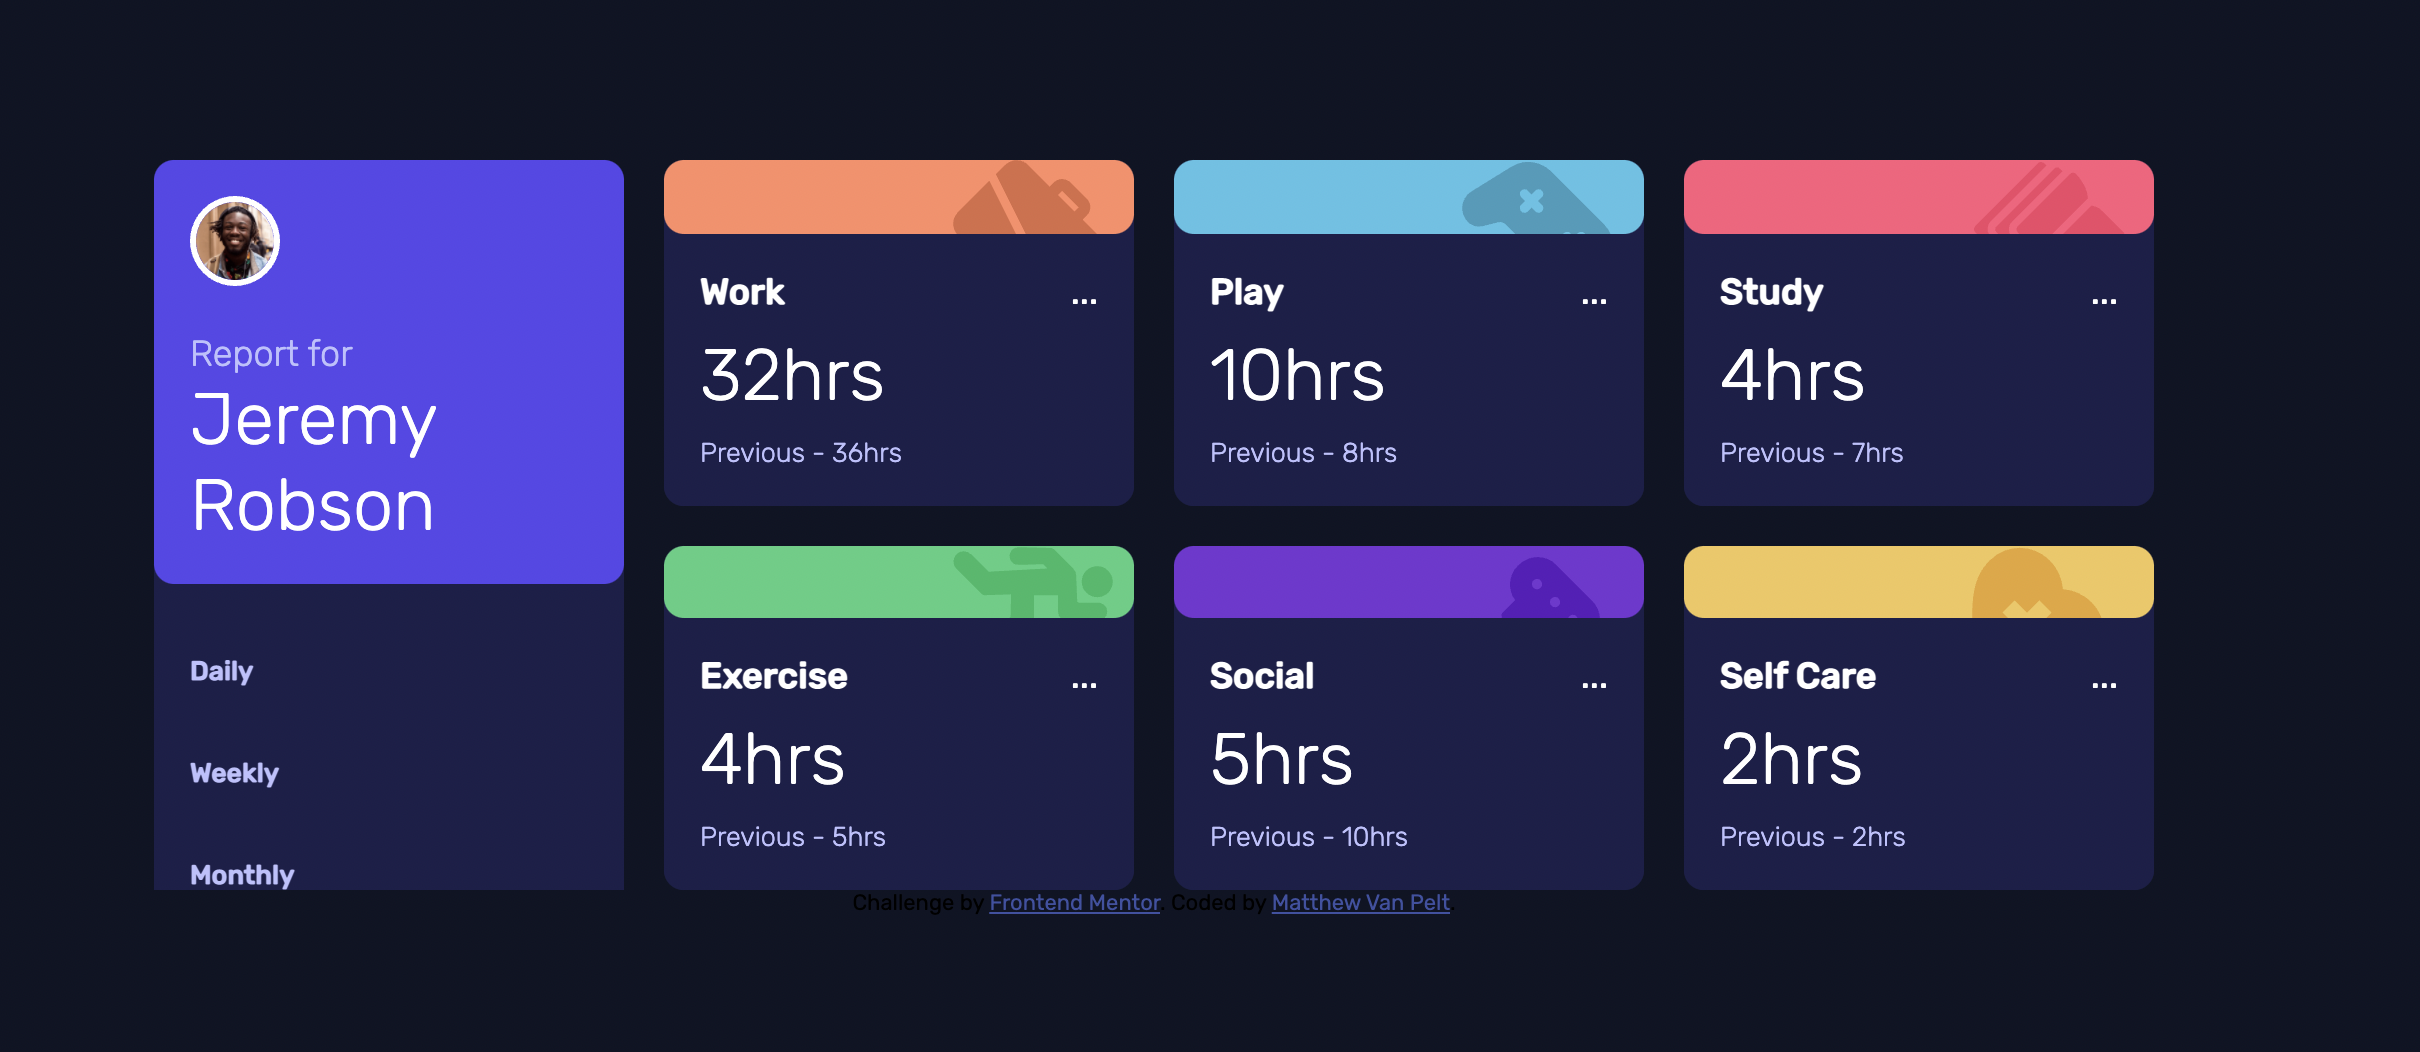 Report for
Jeremy
Robson
Daily
Weekly
Monthly
Work
...
32hrs
Previous - 36hrs
Play
...
10hrs
Previous - 8hrs
Study
...
4hrs
Previous - 7hrs
Exercise
...
4hrs
Previous - 5hrs
Social
...
5hrs
Previous - 10hrs
Self Care
...
2hrs
Previous - 2hrs
Challenge by Frontend Mentor. Coded by Matthew Van Pelt.